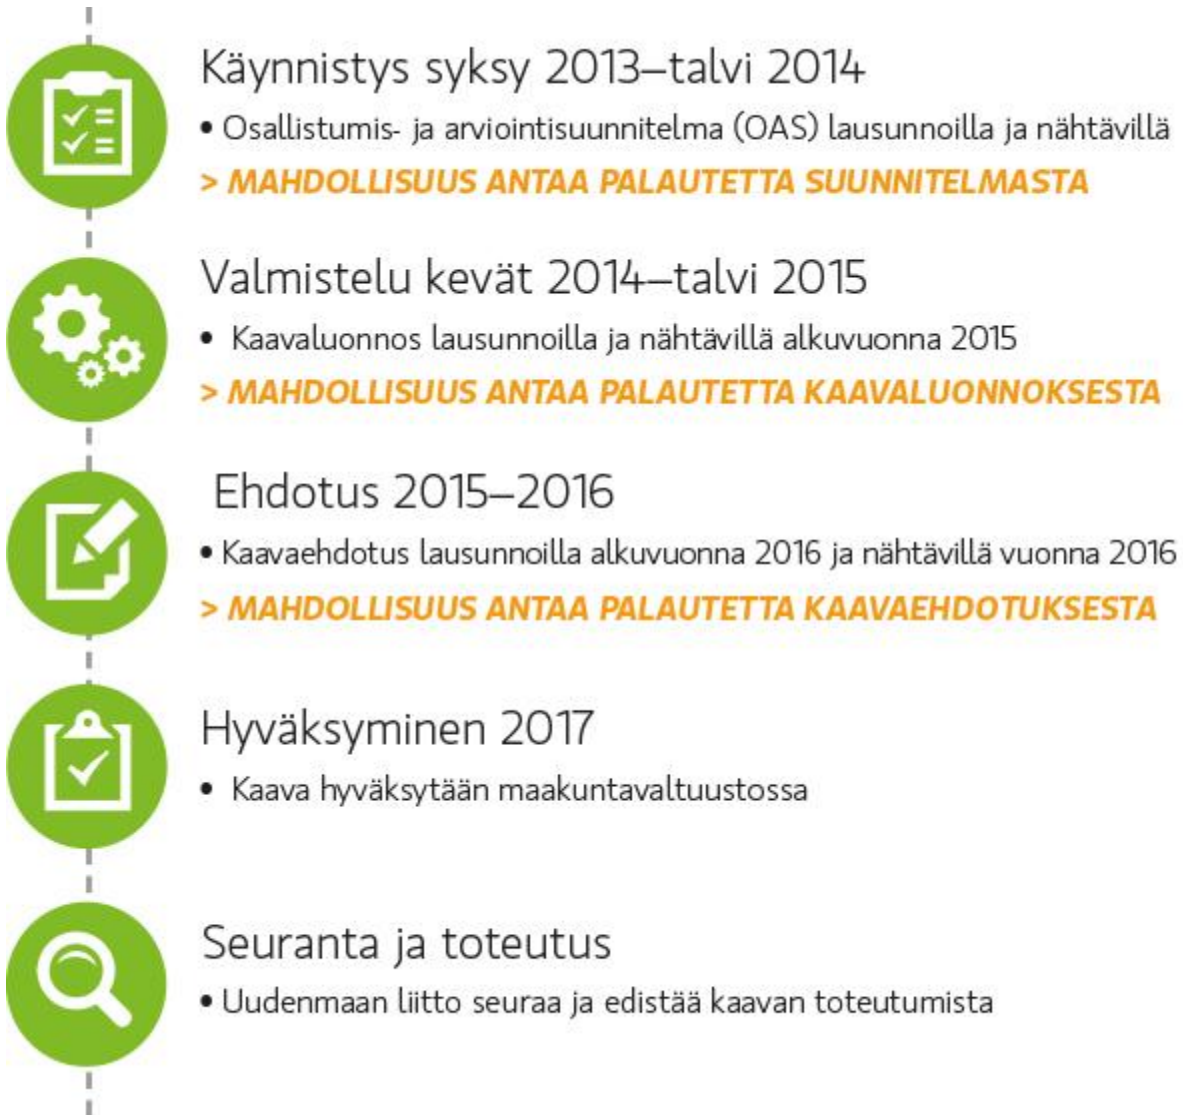 Käynnistys syksy 2013–talvi 2014
• Osallistumis- ja arviointisuunnitelma (OAS) lausunnoilla ja nähtävillä
> MAHDOLLISUUS ANTAA PALAUTETTA SUUNNITELMASTA
Valmistelu kevät 2014–talvi 2015
• Kaavaluonnos lausunnoilla ja nähtävillä alkuvuonna 2015
> MAHDOLLISUUS ANTAA PALAUTETTA KAAVALUONNOKSESTA
Ehdotus 2015–2016
• Kaavaehdotus lausunnoilla alkuvuonna 2016 ja nähtävillä vuonna 2016
> MAHDOLLISUUS ANTAA PALAUTETTA KAAVAEHDOTUKSESTA
Hyväksyminen 2017
• Kaava hyväksytään maakuntavaltuustossa
Seuranta ja toteutus
• Uudenmaan liitto seuraa ja edistää kaavan toteutumista